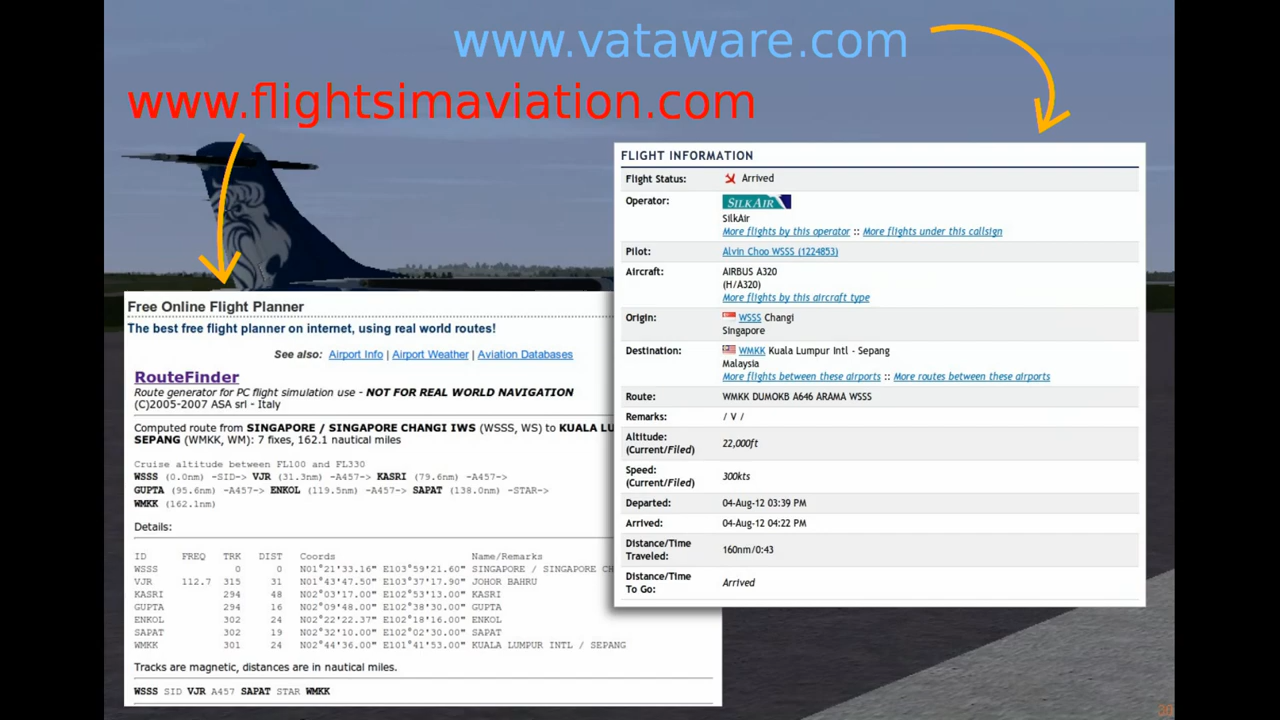 www.vataware.com
www.flightsimaviation.com
FLIGHT INFORMATION
Flight Status: Arrived
Operator: SILKAIR
SilkAir
More flights by this operator :: More flights under this callsign
Pilot: Alvin Choo WSSS (1224853)
Aircraft: AIRBUS A320
(H/A320)
More flights by this aircraft type
Origin: WSSS Changi
Singapore
Destination: WMKK Kuala Lumpur Intl - Sepang
Malaysia
More flights between these airports :: More routes between these airports
Route: WMKK DUMOKB A646 ARAMA WSSS
Remarks: / V /
Altitude:
(Current/Filed) 22,000ft
Speed:
(Current/Filed) 300kts
Departed: 04-Aug-12 03:39 PM
Arrived: 04-Aug-12 04:22 PM
Distance/Time
Traveled: 160nm/0:43
Distance/Time
To Go: Arrived
Free Online Flight Planner
The best free flight planner on internet, using real world routes!
See also: Airport Info | Airport Weather | Aviation Databases
RouteFinder
Route generator for PC flight simulation use - NOT FOR REAL WORLD NAVIGATION
(C)2005-2007 ASA srl - Italy
Computed route from SINGAPORE / SINGAPORE CHANGI IWS (WSSS, WS) to KUALA LU
SEPANG (WMKK, WM): 7 fixes, 162.1 nautical miles
Cruise altitude between FL100 and FL330
WSSS (0.0nm) -SID-> VJR (31.3nm) -A457-> KASRI (79.6nm) -A457->
GUPTA (95.6nm) -A457-> ENKOL (119.5nm) -A457-> SAPAT (138.0nm) -STAR->
WMKK (162.1nm)
Details:
ID FREQ TRK DIST Coords Name/Remarks
WSSS 0 0 N01°21'33.16" E103°59'21.60" SINGAPORE / SINGAPORE CH
VJR 112.7 315 31 N01°43'47.50" E103°37'17.90" JOHOR BAHRU
KASRI 294 48 N02°03'17.00" E102°53'13.00" KASRI
GUPTA 294 16 N02°09'48.00" E102°38'30.00" GUPTA
ENKOL 302 24 N02°22'22.37" E102°18'16.00" ENKOL
SAPAT 302 19 N02°32'10.00" E102°02'30.00" SAPAT
WMKK 301 24 N02°44'36.00" E101°41'53.00" KUALA LUMPUR INTL / SEPANG
Tracks are magnetic, distances are in nautical miles.
WSSS SID VJR A457 SAPAT STAR WMKK